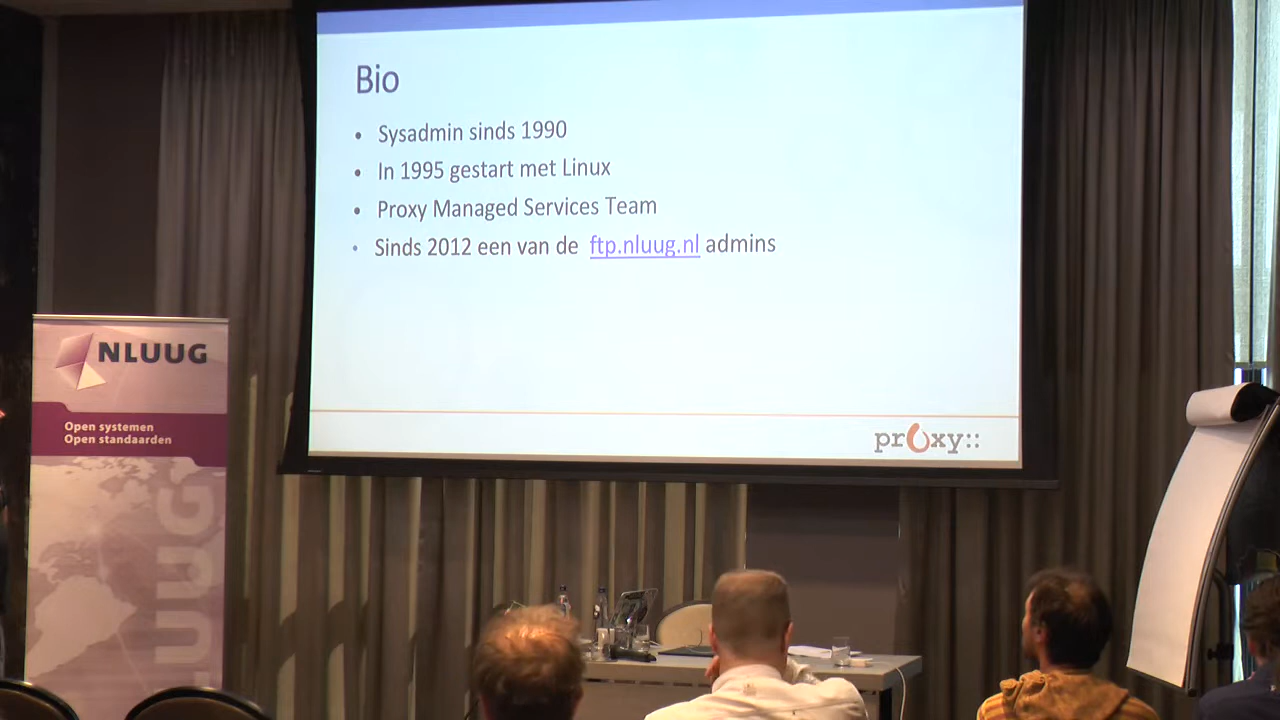 Bio
• Sysadmin sinds 1990
• In 1995 gestart met Linux
• Proxy Managed Services Team
• Sinds 2012 een van de ftp.nluug.nl admins
proxy::
NLUUG
Open systemen
Open standaarden
NLUUG